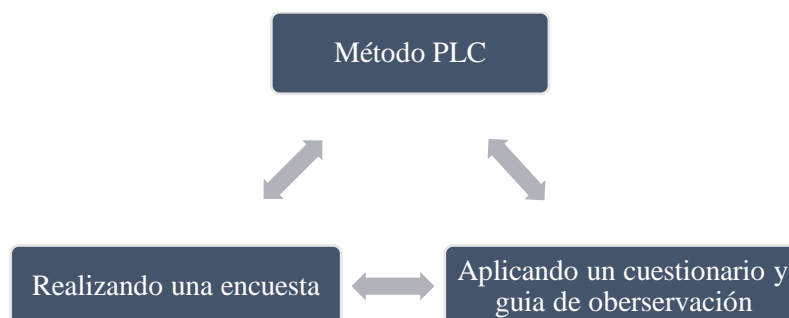 Método PLC
Realizando una encuesta
Aplicando un cuestionario y
guia de oberservación